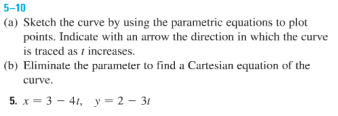 5–10
(a) Sketch the curve by using the parametric equations to plot
points. Indicate with an arrow the direction in which the curve
is traced as t increases.
(b) Eliminate the parameter to find a Cartesian equation of the
curve.
5. x = 3 − 4t, y = 2 − 3t